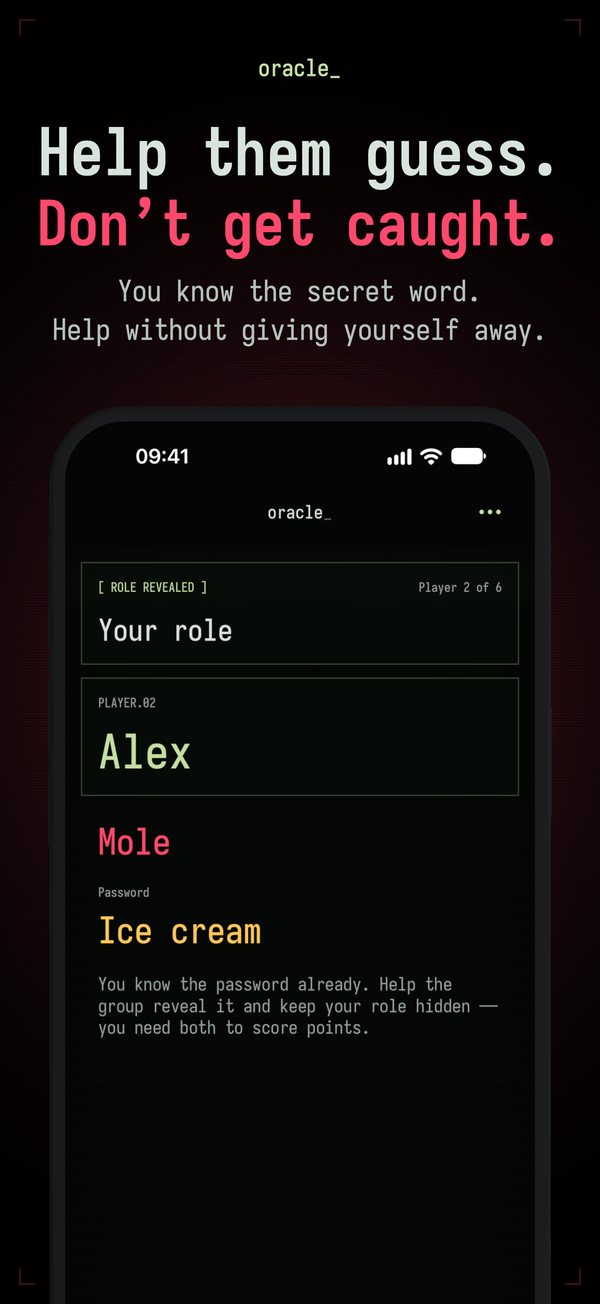 oracle_
Help them guess.
Don’t get caught.
You know the secret word.
Help without giving yourself away.
09:41
oracle_
[ ROLE REVEALED ]
Player 2 of 6
Your role
PLAYER.02
Alex
Mole
Password
Ice cream
You know the password already. Help the
group reveal it and keep your role hidden —
you need both to score points.